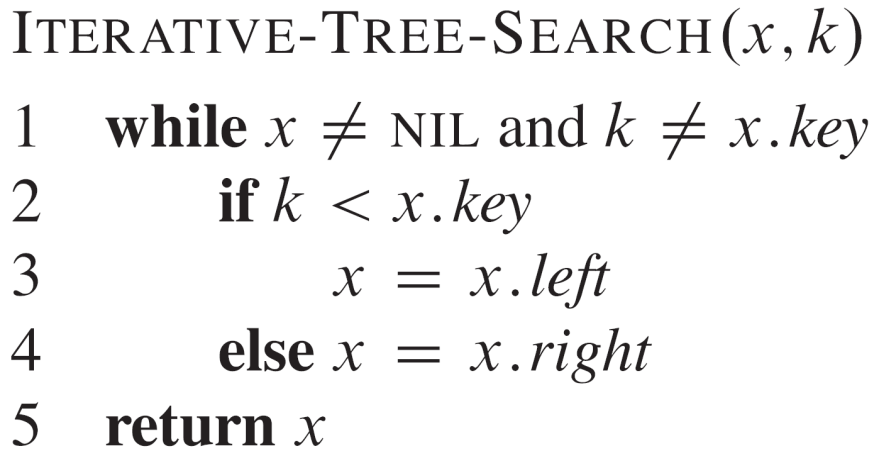 ITERATIVE-TREE-SEARCH(x, k)
1 while x ≠ NIL and k ≠ x.key
2 if k < x.key
3 x = x.left
4 else x = x.right
5 return x